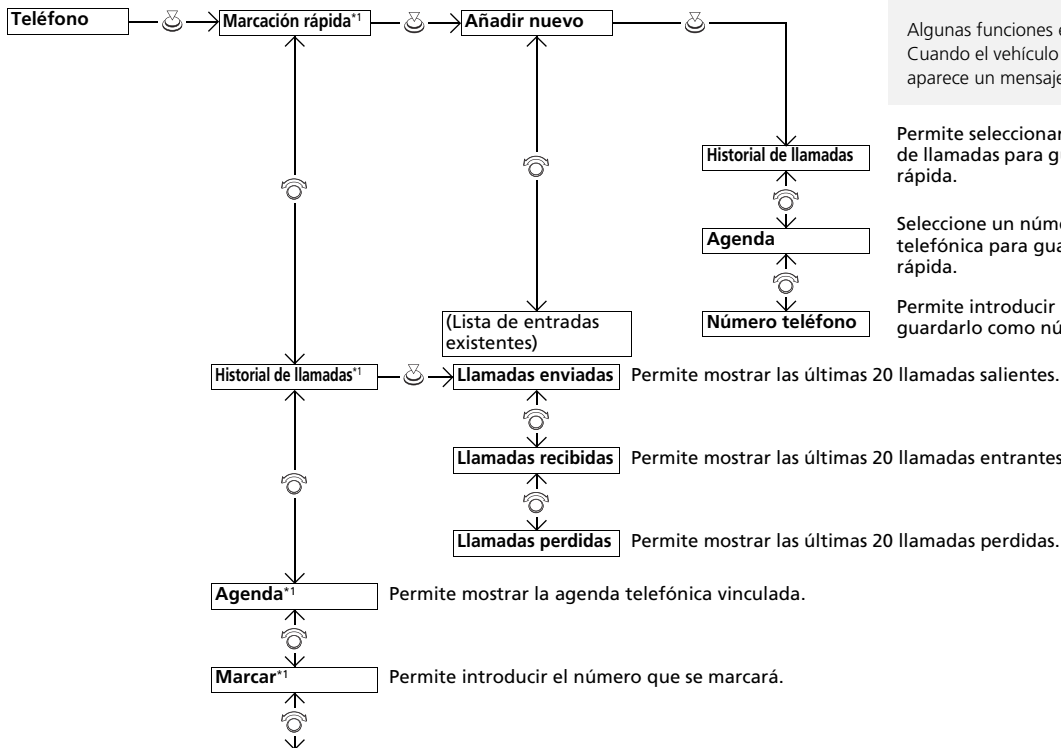 Teléfono
Marcación rápida*1
Añadir nuevo
Algunas funciones
Cuando el vehículo
aparece un mensaje
Historial de llamadas
Permite seleccionar
de llamadas para
rápida.
Agenda
Seleccione un
telefónica para
rápida.
Número teléfono
Permite introducir
guardarlo como
(Lista de entradas
existentes)
Historial de llamadas*1
Llamadas enviadas
Permite mostrar las últimas 20 llamadas salientes.
Llamadas recibidas
Permite mostrar las últimas 20 llamadas entrantes
Llamadas perdidas
Permite mostrar las últimas 20 llamadas perdidas.
Agenda*1
Permite mostrar la agenda telefónica vinculada.
Marcar*1
Permite introducir el número que se marcará.